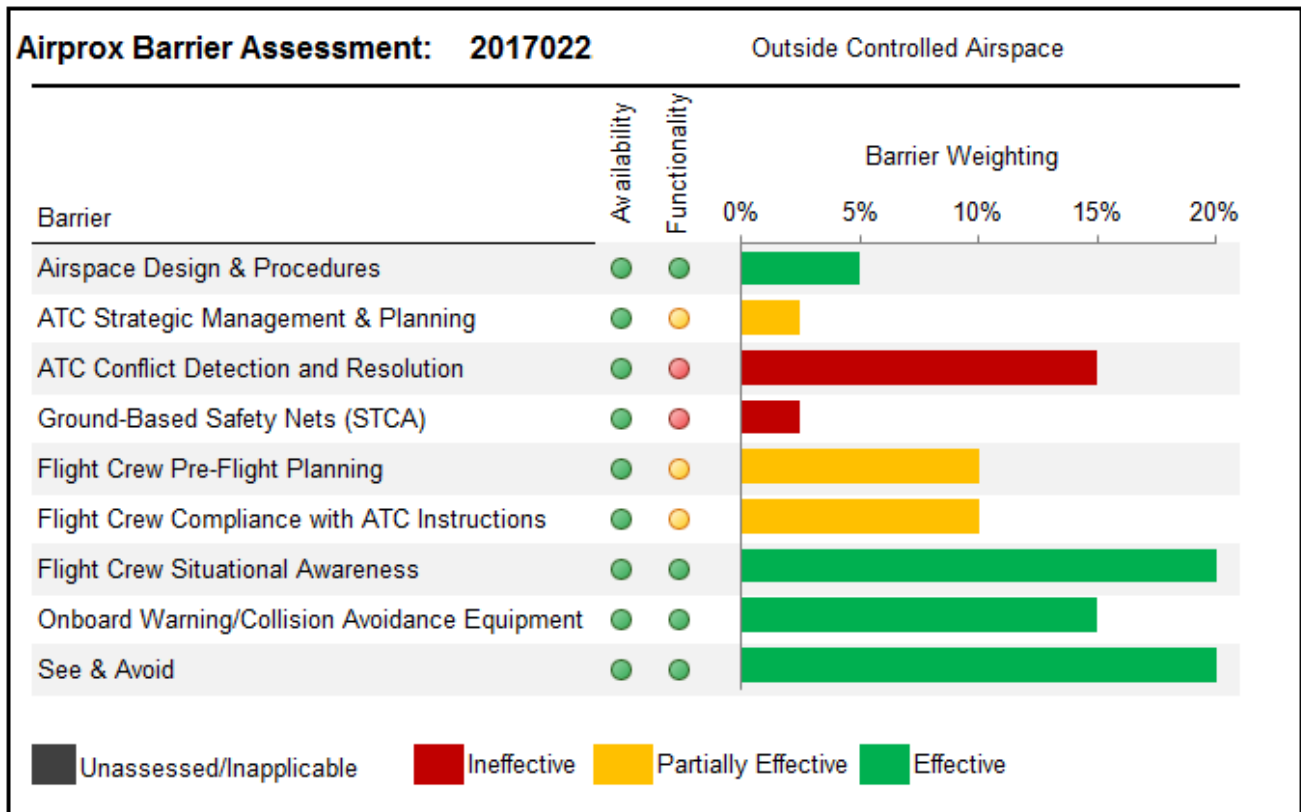 Airprox Barrier Assessment: 2017022 Outside Controlled Airspace
Availability
Functionality
Barrier Weighting
Barrier
0% 5% 10% 15% 20%
Airspace Design & Procedures
ATC Strategic Management & Planning
ATC Conflict Detection and Resolution
Ground-Based Safety Nets (STCA)
Flight Crew Pre-Flight Planning
Flight Crew Compliance with ATC Instructions
Flight Crew Situational Awareness
Onboard Warning/Collision Avoidance Equipment
See & Avoid
Unassessed/Inapplicable Ineffective Partially Effective Effective